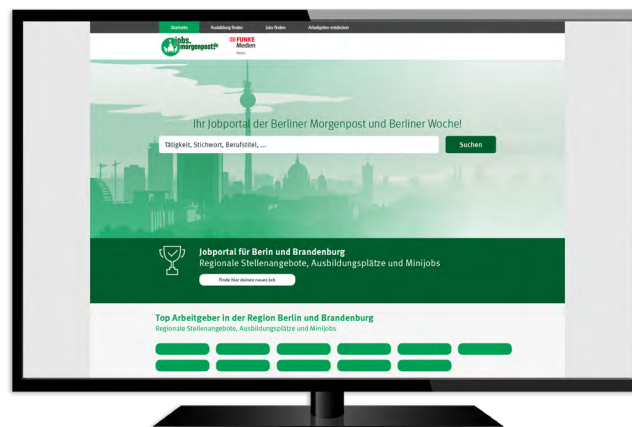 Startseite Ausbildung finden Jobs finden Arbeitgeber entdecken
jobs.
morgenpost.de
FUNKE
Medien
Berlin
Ihr Jobportal der Berliner Morgenpost und Berliner Woche!
Tätigkeit, Stichwort, Berufstitel, ...
Suchen
Jobportal für Berin und Brandenburg
Regionale Stellenangebote, Ausbildungsplätze und Minijobs
Finde hier deinen neuen Job
Top Arbeitgeber in der Region Berlin und Brandenburg
Regionale Stellenangebote, Ausbildungsplätze und Minijobs